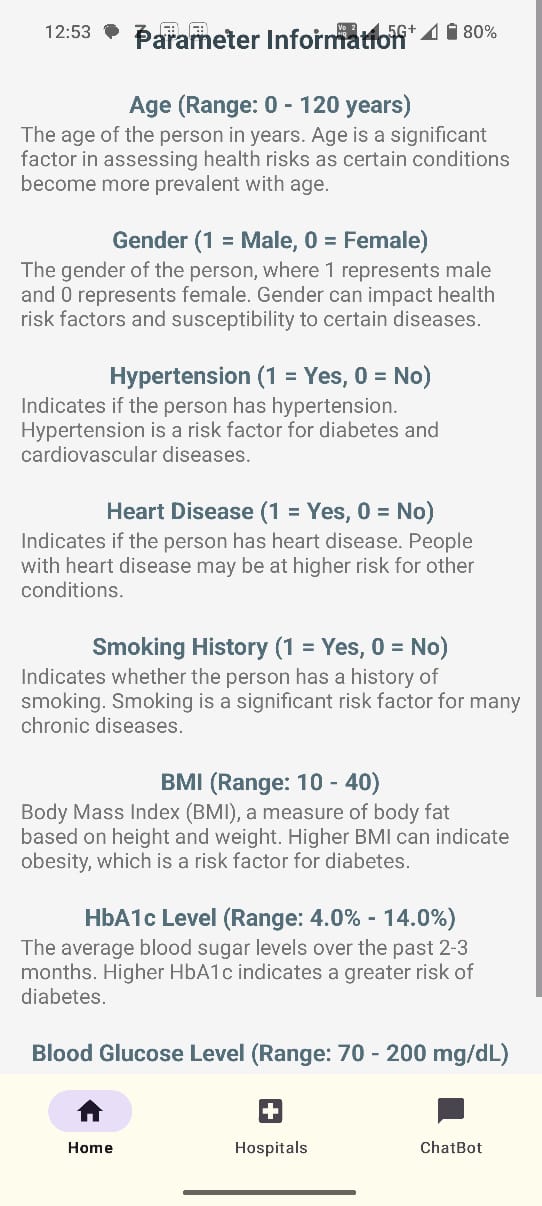 12:53 5G+ 80%
Parameter Information
Age (Range: 0 - 120 years)
The age of the person in years. Age is a significant
factor in assessing health risks as certain conditions
become more prevalent with age.
Gender (1 = Male, 0 = Female)
The gender of the person, where 1 represents male
and 0 represents female. Gender can impact health
risk factors and susceptibility to certain diseases.
Hypertension (1 = Yes, 0 = No)
Indicates if the person has hypertension.
Hypertension is a risk factor for diabetes and
cardiovascular diseases.
Heart Disease (1 = Yes, 0 = No)
Indicates if the person has heart disease. People
with heart disease may be at higher risk for other
conditions.
Smoking History (1 = Yes, 0 = No)
Indicates whether the person has a history of
smoking. Smoking is a significant risk factor for many
chronic diseases.
BMI (Range: 10 - 40)
Body Mass Index (BMI), a measure of body fat
based on height and weight. Higher BMI can indicate
obesity, which is a risk factor for diabetes.
HbA1c Level (Range: 4.0% - 14.0%)
The average blood sugar levels over the past 2-3
months. Higher HbA1c indicates a greater risk of
diabetes.
Blood Glucose Level (Range: 70 - 200 mg/dL)
Home Hospitals ChatBot